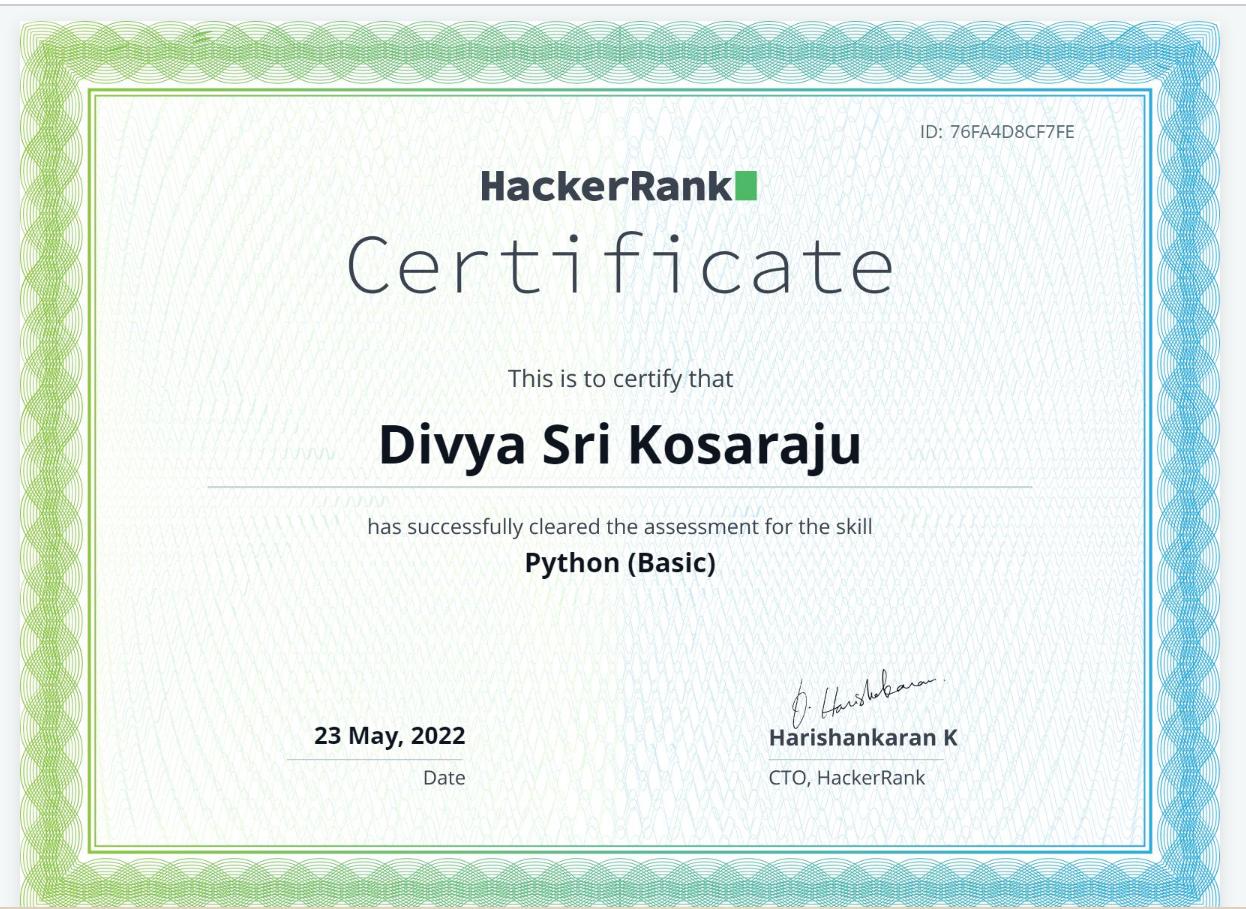 ID: 76FA4D8CF7FE
HackerRank
Certificate
This is to certify that
Divya Sri Kosaraju
has successfully cleared the assessment for the skill
Python (Basic)
23 May, 2022
Date
Harishankaran K
CTO, HackerRank